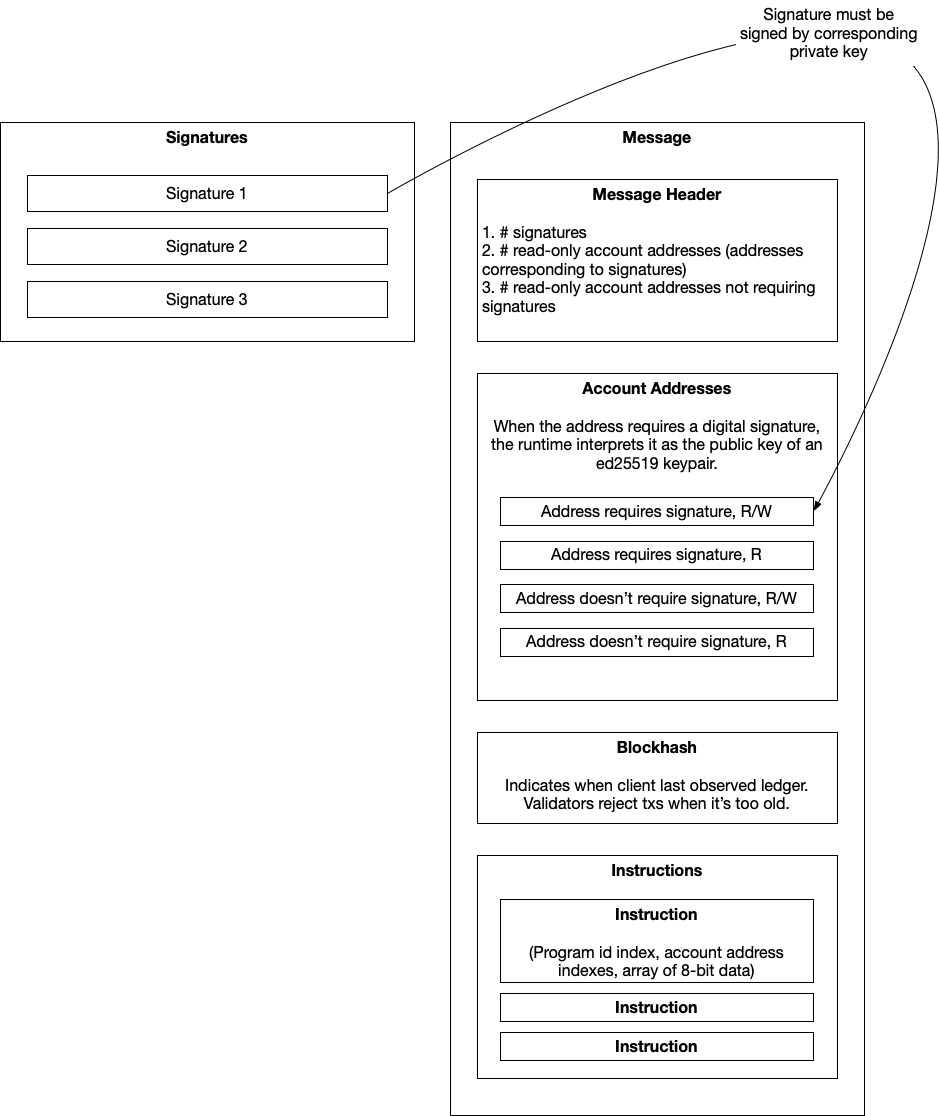 Signature must be
signed by corresponding
private key
Signatures
Signature 1
Signature 2
Signature 3
Message
Message Header
1. # signatures
2. # read-only account addresses (addresses
corresponding to signatures)
3. # read-only account addresses not requiring
signatures
Account Addresses
When the address requires a digital signature,
the runtime interprets it as the public key of an
ed25519 keypair.
Address requires signature, R/W
Address requires signature, R
Address doesn’t require signature, R/W
Address doesn’t require signature, R
Blockhash
Indicates when client last observed ledger.
Validators reject txs when it’s too old.
Instructions
Instruction
(Program id index, account address
indexes, array of 8-bit data)
Instruction
Instruction